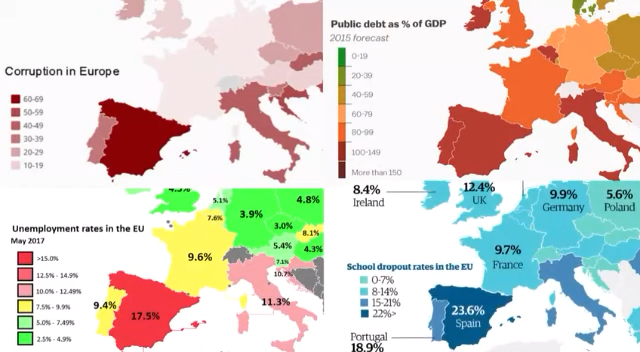 Corruption in Europe
60-69
50-59
40-49
30-39
20-29
10-19
Public debt as % of GDP
2015 forecast
0-19
20-39
40-59
60-79
80-99
100-149
More than 150
4.3%
5.1%
4.8%
7.6%
3.9%
Unemployment rates in the EU
May 2017
3.0%
8.1%
5.4%
4.3%
9.6%
7.1%
10.7%
>15.0%
12.5% - 14.9%
10.0% - 12.49%
7.5% - 9.9%
5.0% - 7.49%
2.5% - 4.9%
9.4%
17.5%
11.3%
8.4%
Ireland
12.4%
UK
9.9%
Germany
5.6%
Poland
9.7%
France
School dropout rates in the EU
0-7%
8-14%
15-21%
22%>
23.6%
Spain
Portugal
18.9%